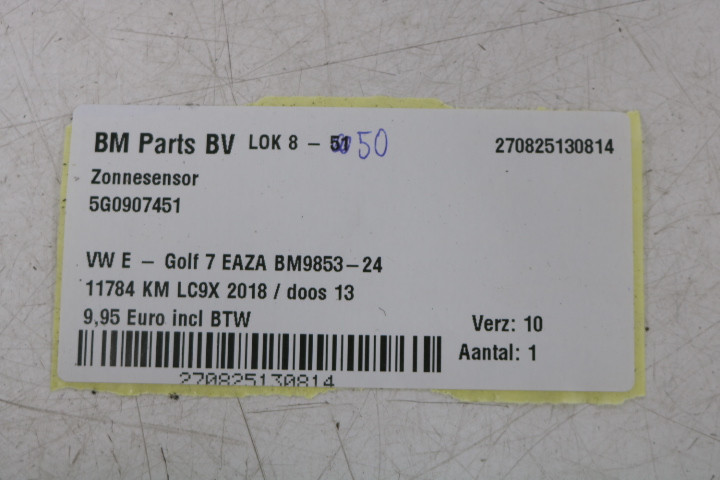 BM Parts BV LOK 8 - 51 50 270825130814
Zonnesensor
5G0907451
VW E - Golf 7 EAZA BM9853-24
11784 KM LC9X 2018 / doos 13
9,95 Euro incl BTW Verz: 10
Aantal: 1
270825130814